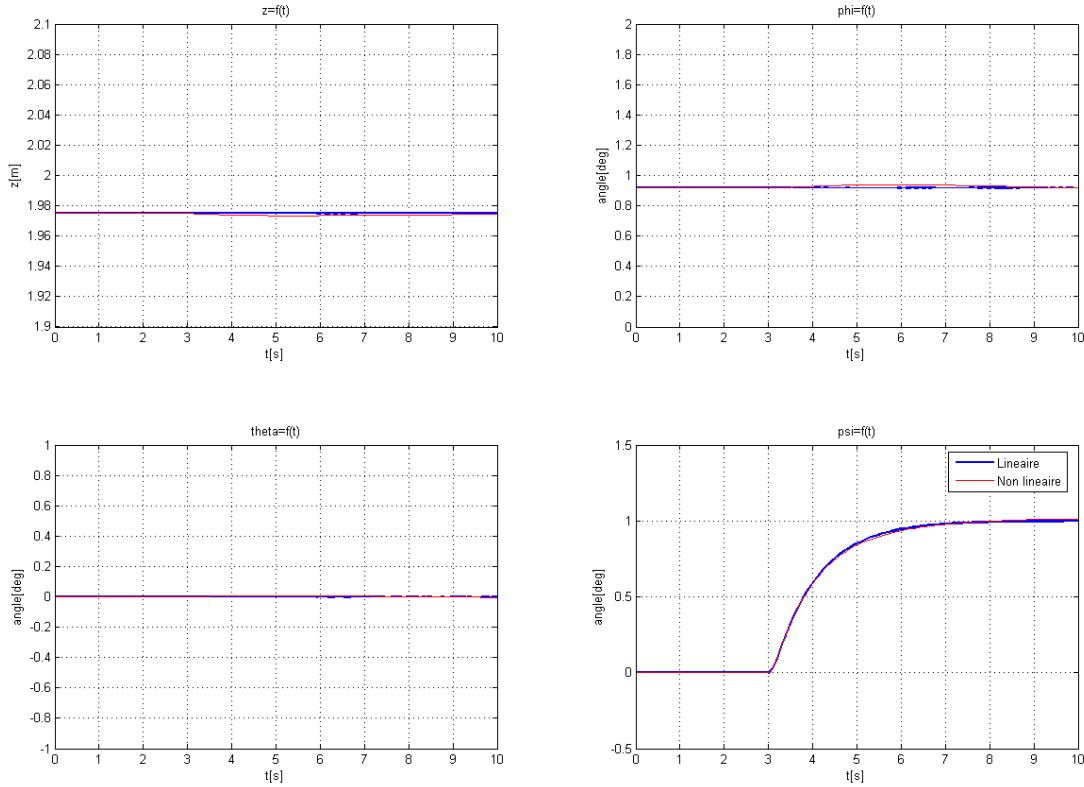 z=f(t)
2.1
2.08
2.06
2.04
2.02
2
1.98
1.96
1.94
1.92
1.9
z[m]
0 1 2 3 4 5 6 7 8 9 10
t[s]
phi=f(t)
2
1.8
1.6
1.4
1.2
1
0.8
0.6
0.4
0.2
0
angle[deg]
0 1 2 3 4 5 6 7 8 9 10
t[s]
theta=f(t)
1
0.8
0.6
0.4
0.2
0
-0.2
-0.4
-0.6
-0.8
-1
angle[deg]
0 1 2 3 4 5 6 7 8 9 10
t[s]
psi=f(t)
1.5
1
0.5
0
-0.5
angle[deg]
Lineaire
Non lineaire
0 1 2 3 4 5 6 7 8 9 10
t[s]